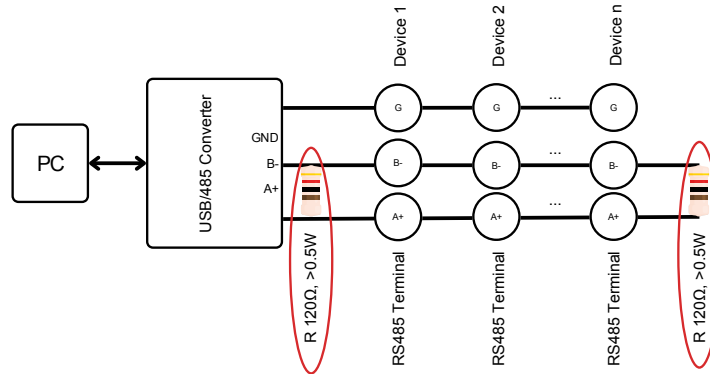 Device 1
Device 2
Device n
...
G
G
G
GND
USB/485 Converter
PC
B-
B-
B-
B-
A+
...
A+
A+
A+
R 120Ω, >0.5W
RS485 Terminal
RS485 Terminal
RS485 Terminal
R 120Ω, >0.5W